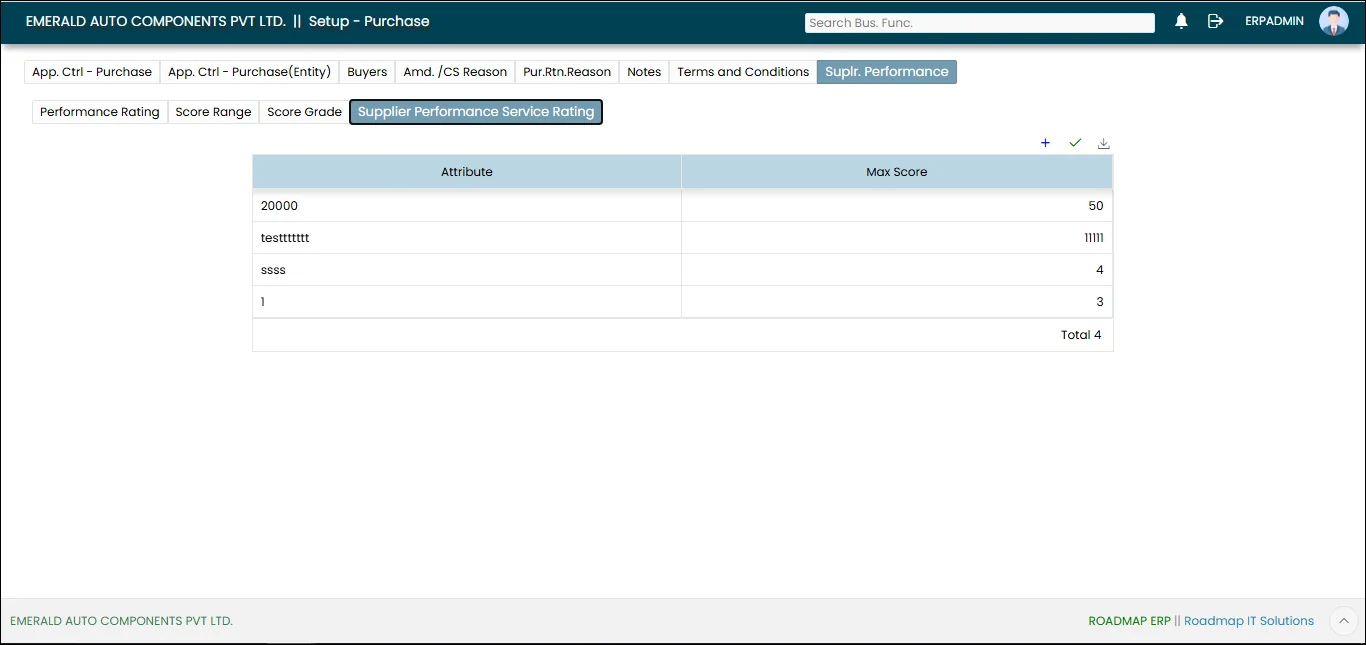 EMERALD AUTO COMPONENTS PVT LTD. || Setup - Purchase Search Bus. Func. ERPADMIN
App. Ctrl - Purchase App. Ctrl - Purchase(Entity) Buyers Amd. /CS Reason Pur.Rtn.Reason Notes Terms and Conditions Suplr. Performance
Performance Rating Score Range Score Grade Supplier Performance Service Rating
Attribute Max Score
20000 50
testttttt 11111
ssss 4
1 3
Total 4
EMERALD AUTO COMPONENTS PVT LTD. ROADMAP ERP || Roadmap IT Solutions